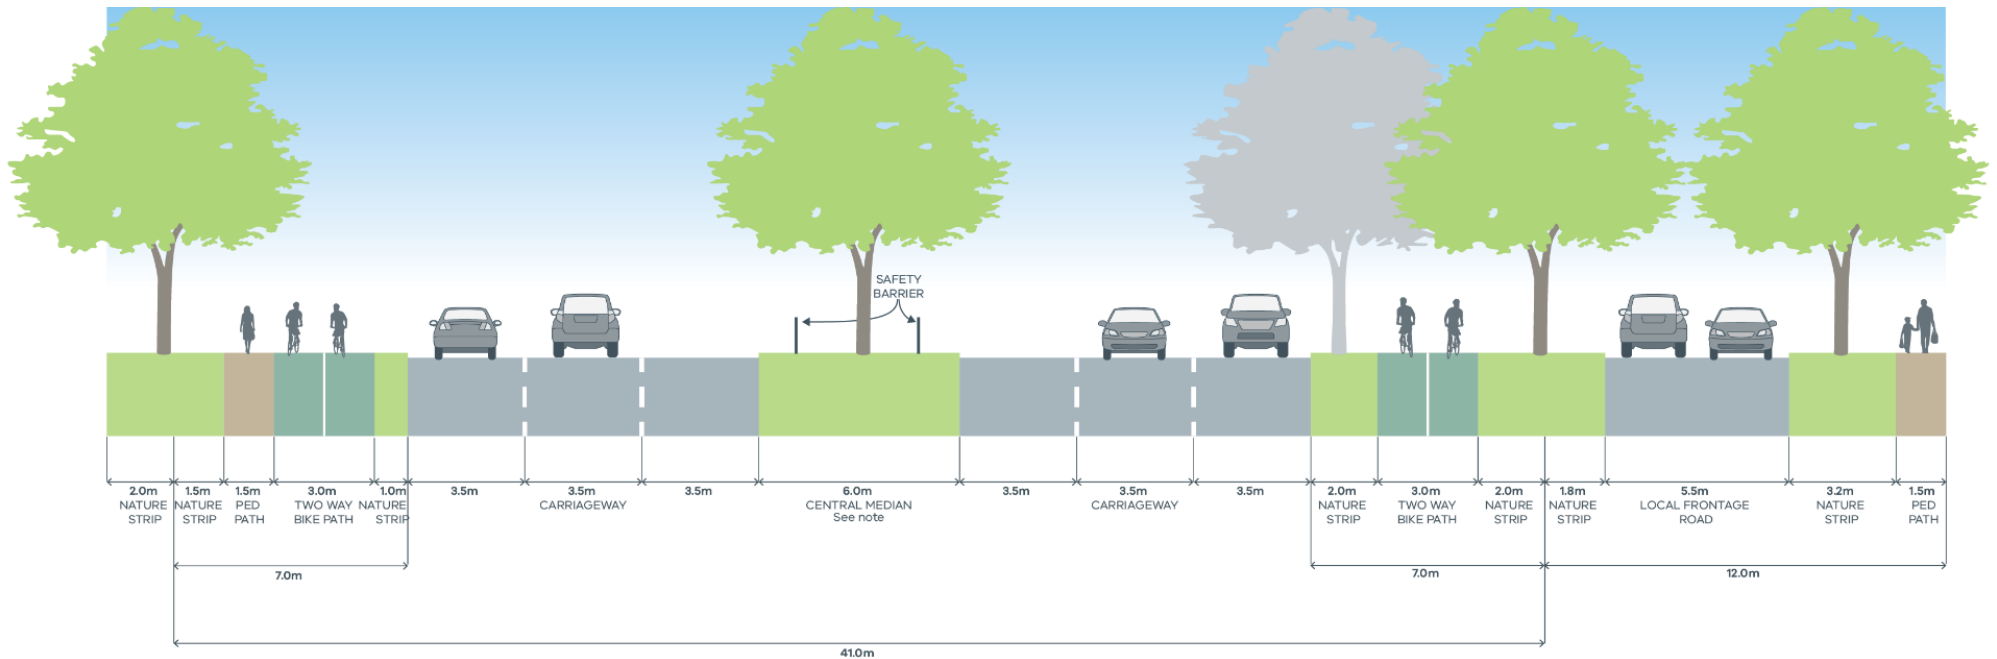 SAFETY
BARRIER
2.0m
NATURE
STRIP
1.5m
NATURE
STRIP
1.5m
PED
PATH
3.0m
TWO WAY
BIKE PATH
1.0m
NATURE
STRIP
3.5m
3.5m
CARRIAGEWAY
3.5m
6.0m
CENTRAL MEDIAN
See note
3.5m
3.5m
CARRIAGEWAY
3.5m
2.0m
NATURE
STRIP
3.0m
TWO WAY
BIKE PATH
2.0m
NATURE
STRIP
1.8m
NATURE
STRIP
5.5m
LOCAL FRONTAGE
ROAD
3.2m
NATURE
STRIP
1.5m
PED
PATH
7.0m
7.0m
12.0m
41.0m